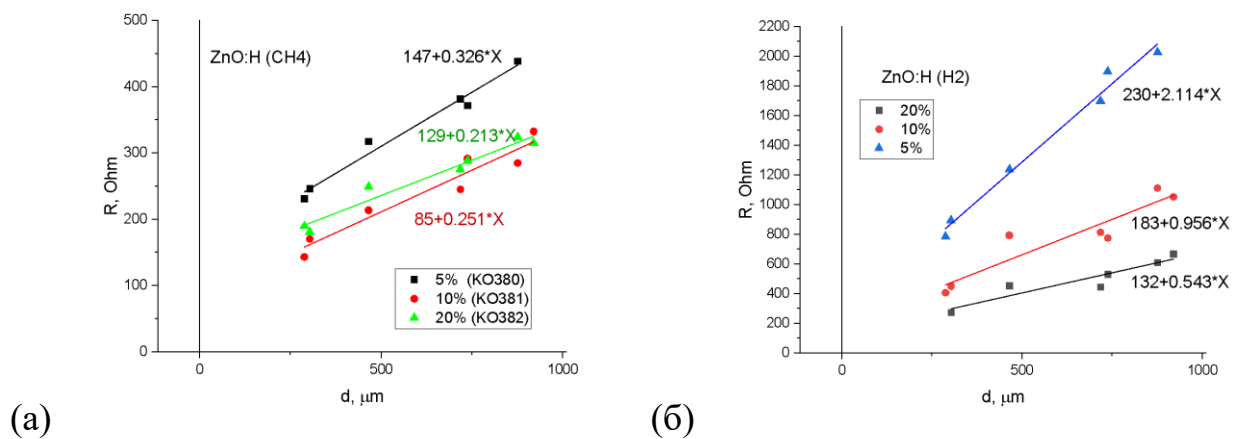 500
400
300
200
100
0
R, Ohm
ZnO:H (CH4)
147+0.326*X
129+0.213*X
85+0.251*X
5% (KO380)
10% (KO381)
20% (KO382)
0
500
1000
d, μm
(а)
2200
2000
1800
1600
1400
1200
1000
800
600
400
200
0
R, Ohm
ZnO:H (H2)
20%
10%
5%
230+2.114*X
183+0.956*X
132+0.543*X
0
500
1000
d, μm
(б)